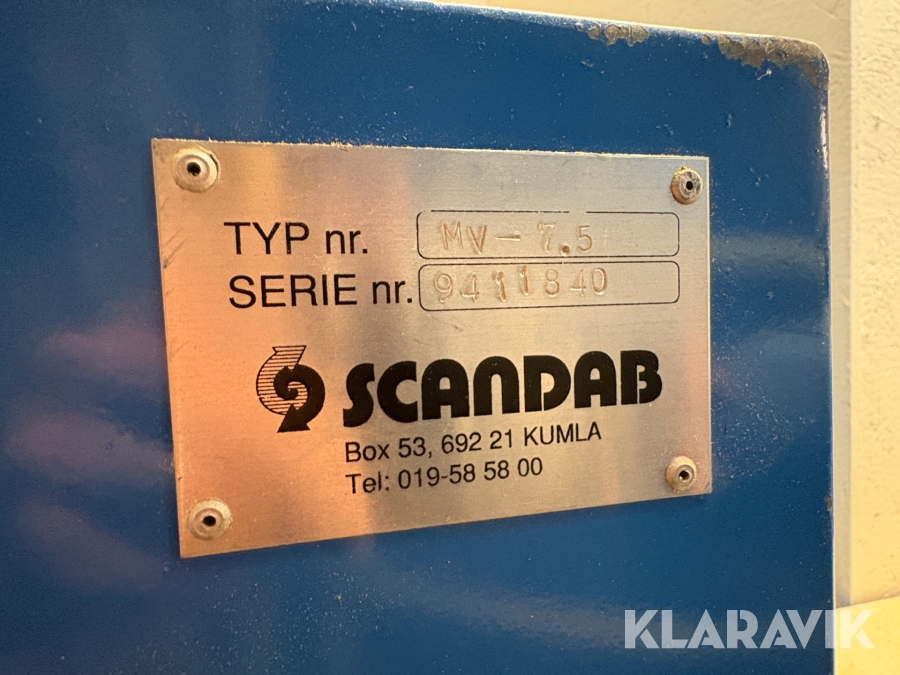 TYP nr. MV-7.5
SERIE nr. 9411840
SCANDAB
Box 53, 692 21 KUMLA
Tel: 019-58 58 00
KLARAVIK